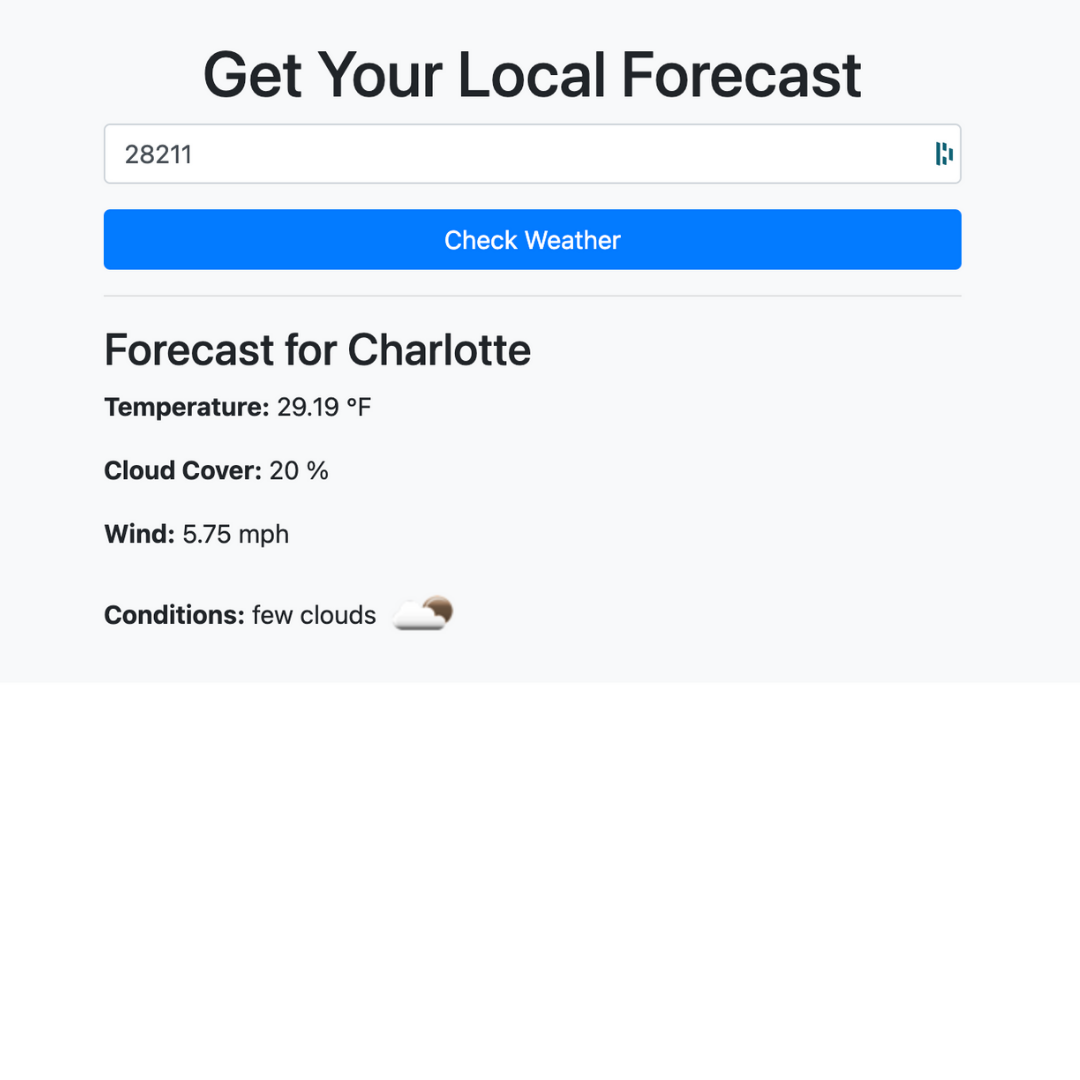 Get Your Local Forecast
28211
Check Weather
Forecast for Charlotte
Temperature: 29.19 °F
Cloud Cover: 20 %
Wind: 5.75 mph
Conditions: few clouds